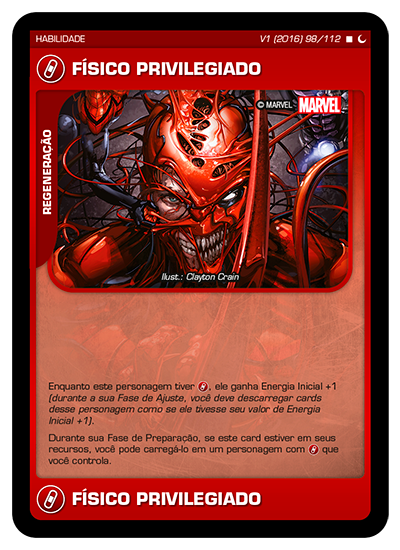 HABILIDADE V1 (2016) 98/112
FÍSICO PRIVILEGIADO
© MARVEL MARVEL
REGENERAÇÃO
Ilust.: Clayton Crain
Enquanto este personagem tiver , ele ganha Energia Inicial +1
(durante a sua Fase de Ajuste, você deve descarregar cards
desse personagem como se ele tivesse seu valor de Energia
Inicial +1).
Durante sua Fase de Preparação, se este card estiver em seus
recursos, você pode carregá-lo em um personagem com que
você controla.
FÍSICO PRIVILEGIADO